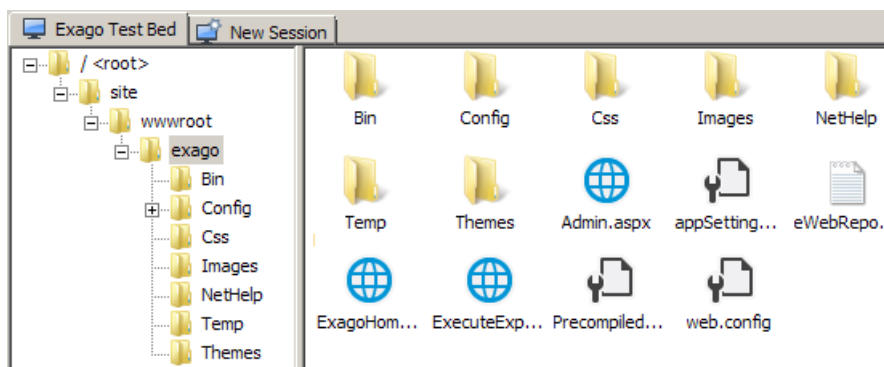 Exago Test Bed New Session
/ <root>
site
wwwroot
exago
Bin
Config
Css
Images
NetHelp
Temp
Themes
Bin Config Css Images NetHelp
Temp Themes Admin.aspx appSetting... eWebRepo...
ExagoHom... ExecuteExp... Precompiled... web.config